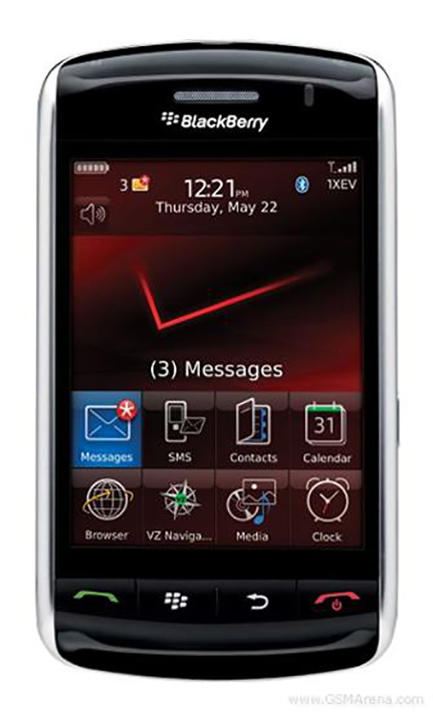 BlackBerry
3 12:21PM 1XEV
Thursday, May 22
(3) Messages
Messages SMS Contacts 31 Calendar
Browser VZ Naviga... Media Clock
www.GSMArena.com